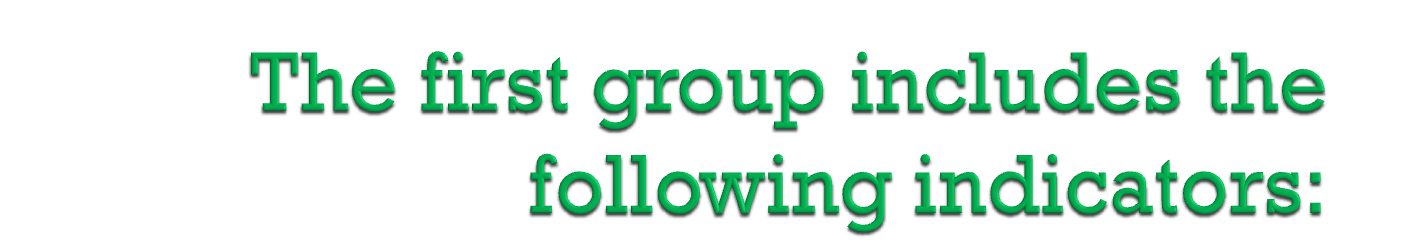 The first group includes the
following indicators: